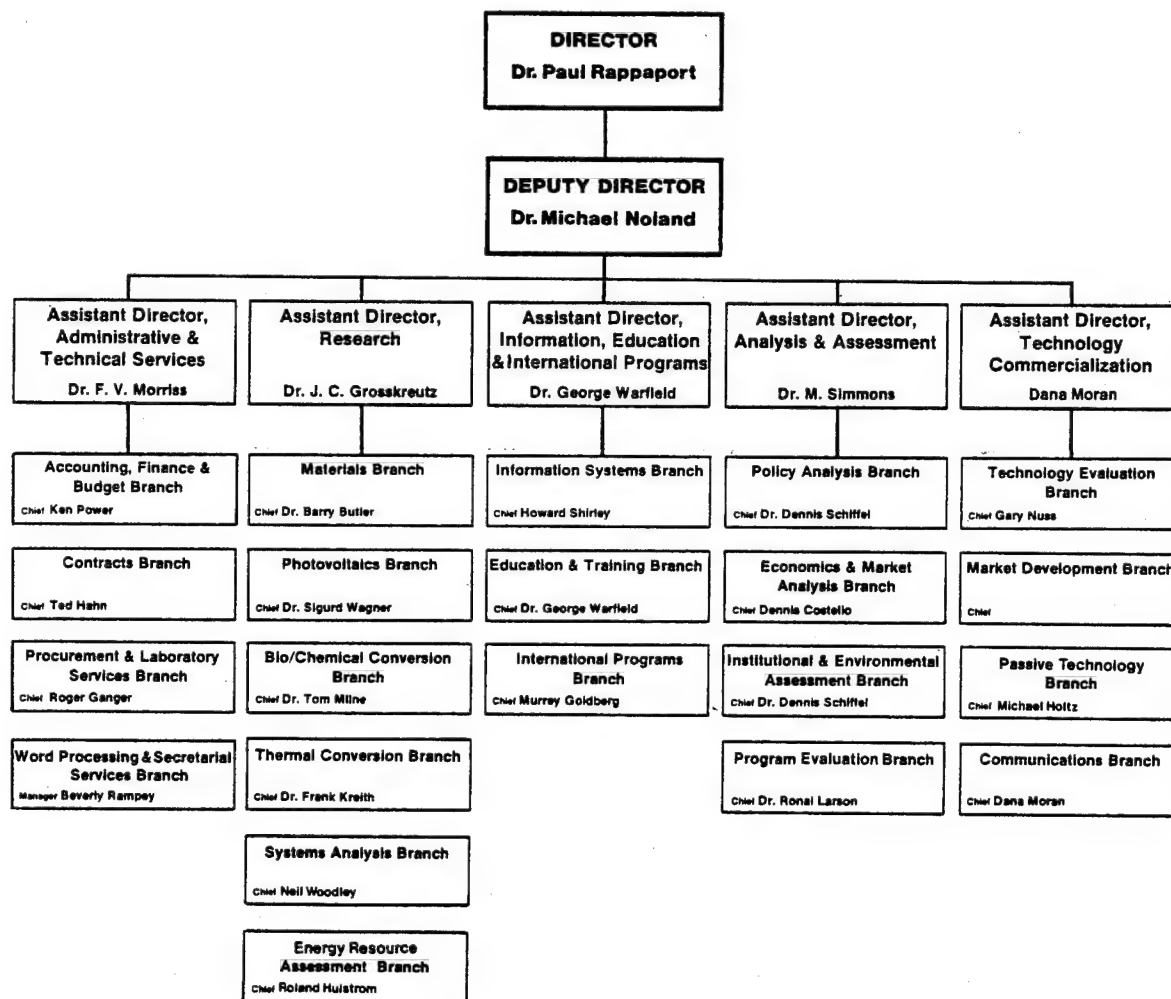 DIRECTOR
Dr. Paul Rappaport
DEPUTY DIRECTOR
Dr. Michael Noland
Assistant Director,
Administrative &
Technical Services
Dr. F. V. Morriss
Accounting, Finance &
Budget Branch
Chief Ken Power
Contracts Branch
Chief Ted Hahn
Procurement & Laboratory
Services Branch
Chief Roger Ganger
Word Processing & Secretarial
Services Branch
Manager Beverly Rampey
Assistant Director,
Research
Dr. J. C. Grosskreutz
Materials Branch
Chief Dr. Barry Butler
Photovoltaics Branch
Chief Dr. Sigurd Wagner
Bio/Chemical Conversion
Branch
Chief Dr. Tom Milne
Thermal Conversion Branch
Chief Dr. Frank Kreith
Systems Analysis Branch
Chief Neil Woodley
Energy Resource
Assessment Branch
Chief Roland Hulstrom
Assistant Director,
Information, Education
& International Programs
Dr. George Warfield
Information Systems Branch
Chief Howard Shirley
Education & Training Branch
Chief Dr. George Warfield
International Programs
Branch
Chief Murrey Goldberg
Assistant Director,
Analysis & Assessment
Dr. M. Simmons
Policy Analysis Branch
Chief Dr. Dennis Schiffel
Economics & Market
Analysis Branch
Chief Dennis Costello
Institutional & Environmental
Assessment Branch
Chief Dr. Dennis Schiffel
Program Evaluation Branch
Chief Dr. Ronal Larson
Assistant Director,
Technology
Commercialization
Dana Moran
Technology Evaluation
Branch
Chief Gary Nuss
Market Development Branch
Chief
Passive Technology
Branch
Chief Michael Holtz
Communications Branch
Chief Dana Moran